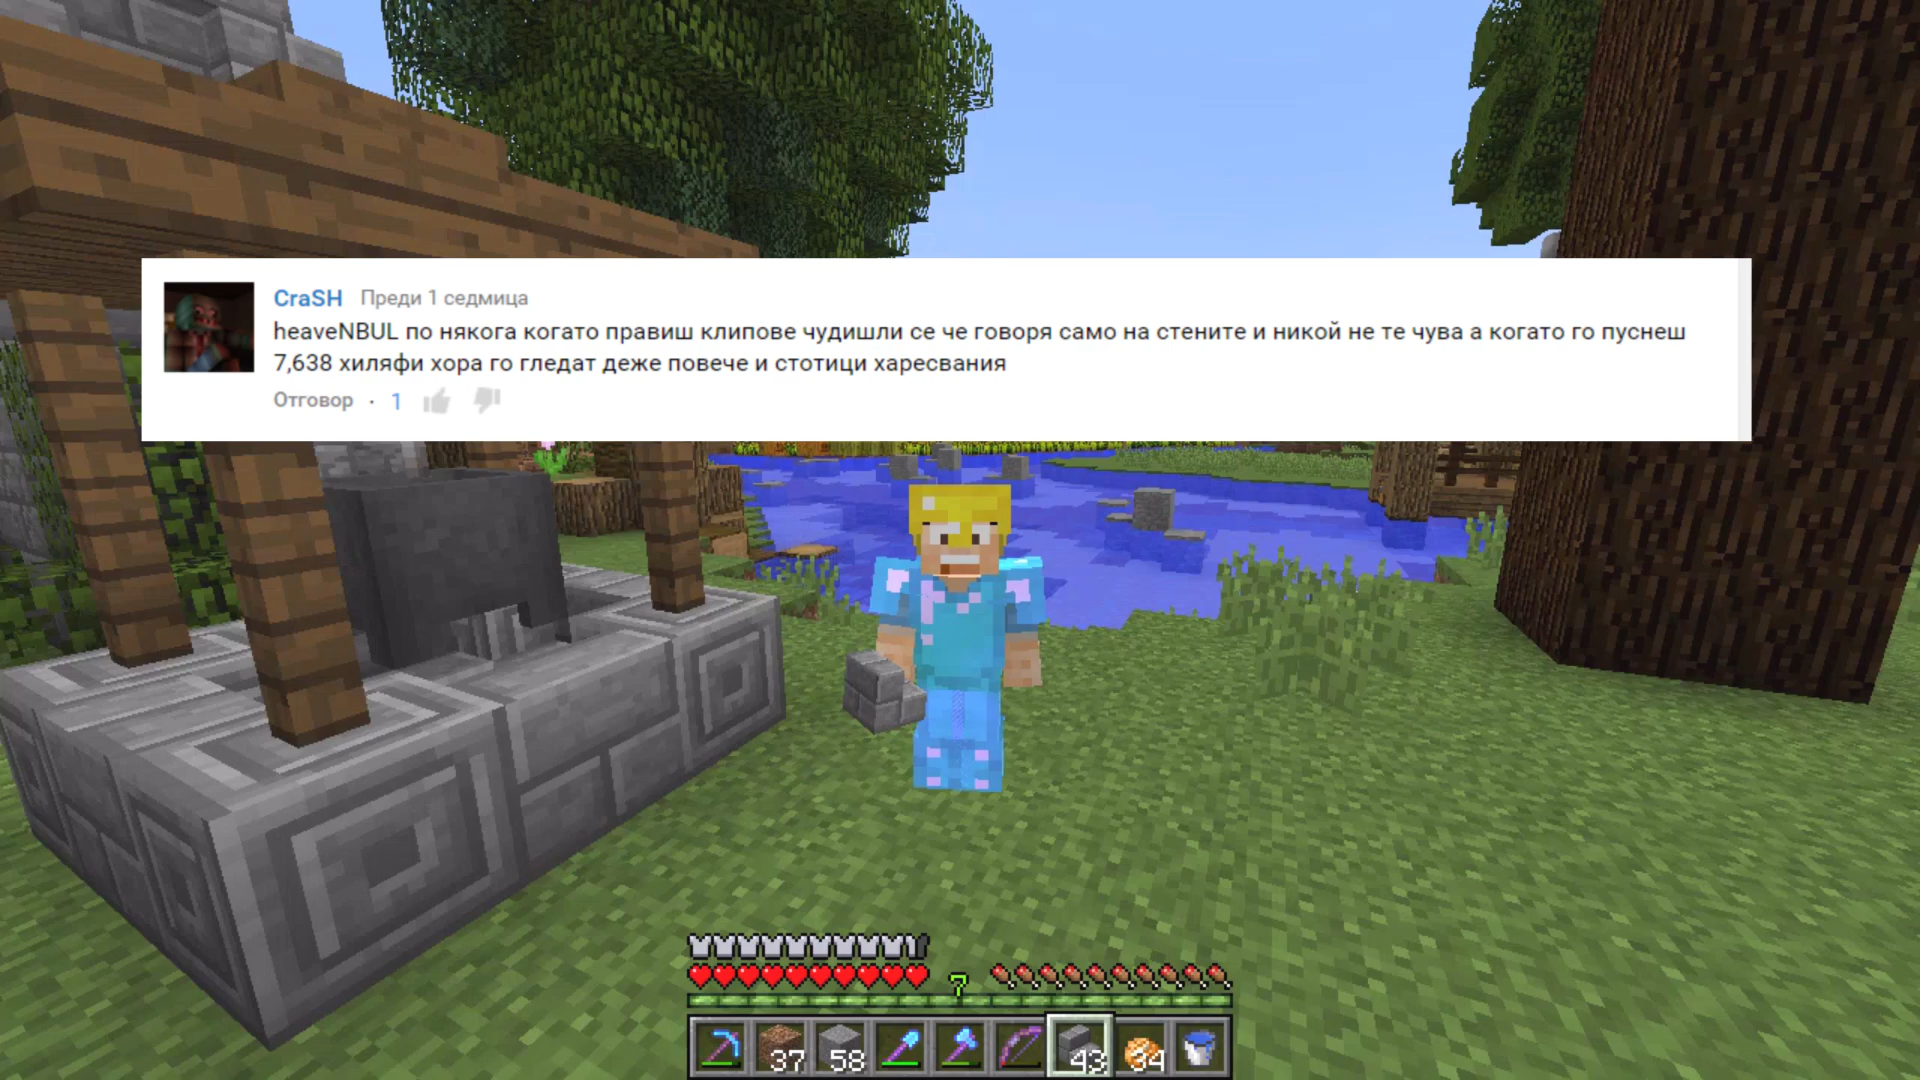 CraSH Преди 1 седмица
heaveNBUL по някога когато правиш клипове чудишли се че говоря само на стените и никой не те чува а когато го пуснеш
7,638 хиляфи хора го гледат деже повече и стотици харесвания
Отговор · 1
7
37 58 43 34